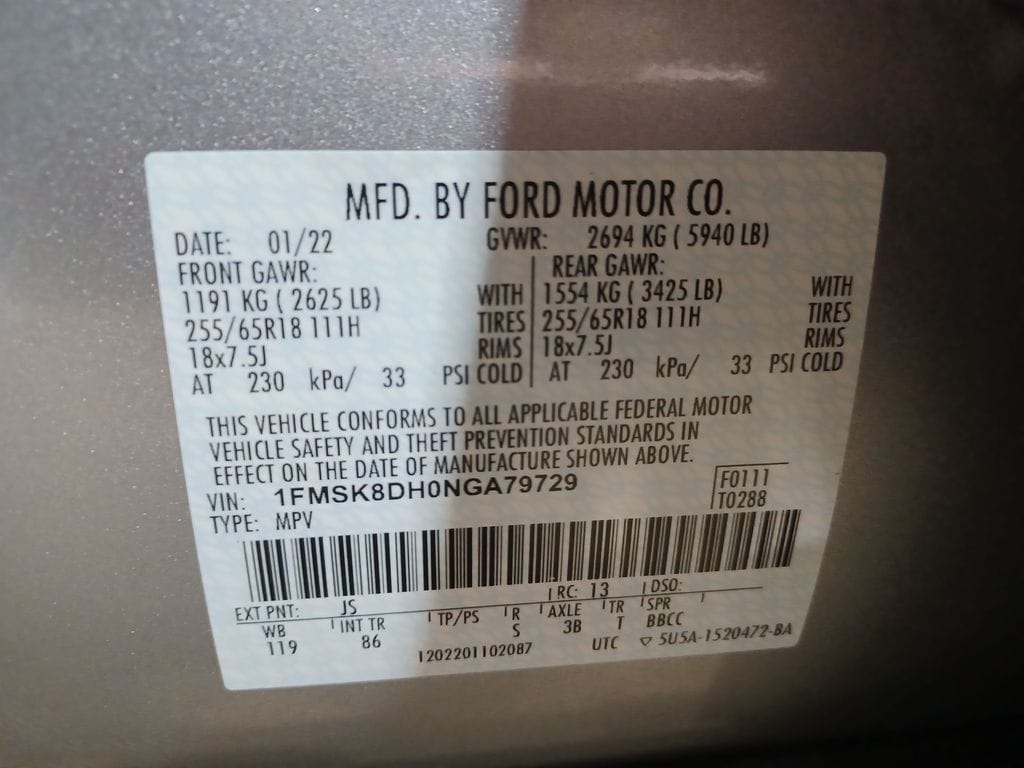 MFD. BY FORD MOTOR CO.
DATE: 01/22 GVWR: 2694 KG ( 5940 LB)
FRONT GAWR: REAR GAWR:
1191 KG ( 2625 LB) WITH 1554 KG ( 3425 LB) WITH
255/65R18 111H TIRES 255/65R18 111H TIRES
18x7.5J RIMS 18x7.5J RIMS
AT 230 kPa/ 33 PSI COLD AT 230 kPa/ 33 PSI COLD
THIS VEHICLE CONFORMS TO ALL APPLICABLE FEDERAL MOTOR
VEHICLE SAFETY AND THEFT PREVENTION STANDARDS IN
EFFECT ON THE DATE OF MANUFACTURE SHOWN ABOVE.
VIN: 1FMSK8DH0NGA79729 F0111
TYPE: MPV T0288
EXT PNT: JS RC: 13 DSO:
WB INT TR TP/PS R AXLE TR SPR
119 86 S 3B T BBCC
1202201102087 UTC ▽ 5U5A-1520472-BA